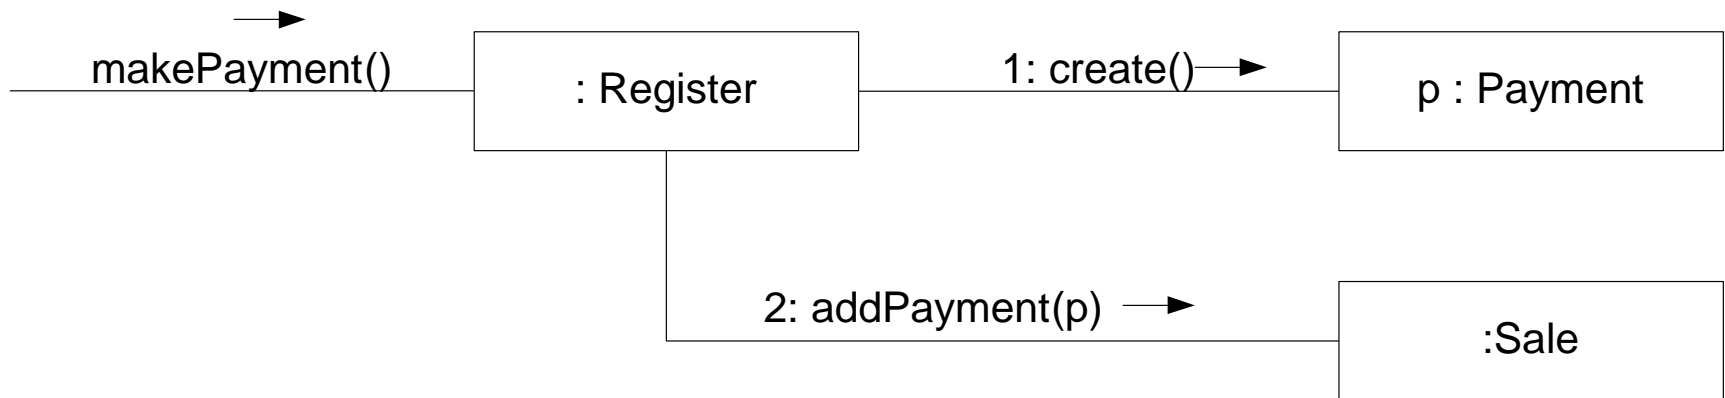 makePayment()
: Register
1: create()
p : Payment
2: addPayment(p)
:Sale